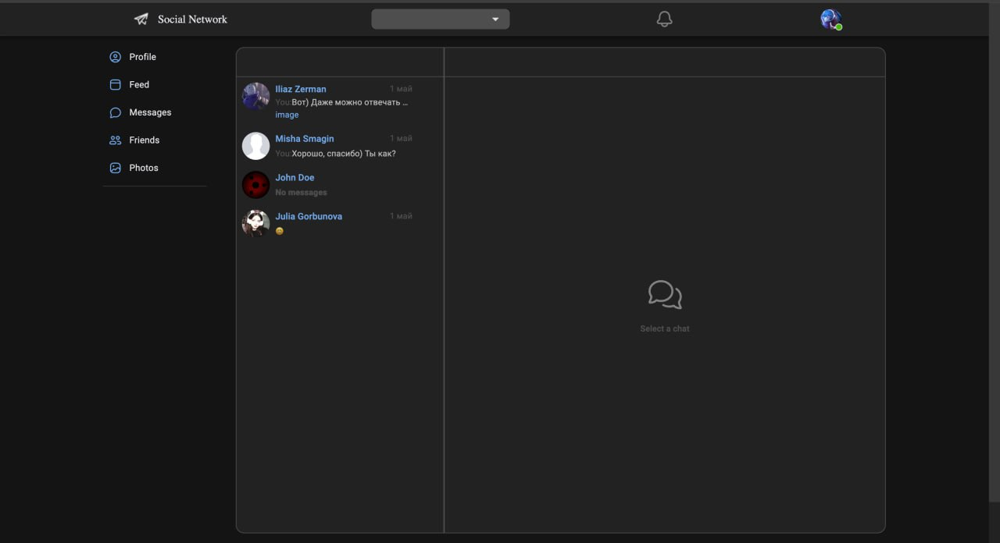 Social Network
Profile
Feed
Messages
Friends
Photos
Iliaz Zerman 1 май
You:Вот) Даже можно отвечать ...
image
Misha Smagin 1 май
You:Хорошо, спасибо) Ты как?
John Doe
No messages
Julia Gorbunova 1 май
Select a chat